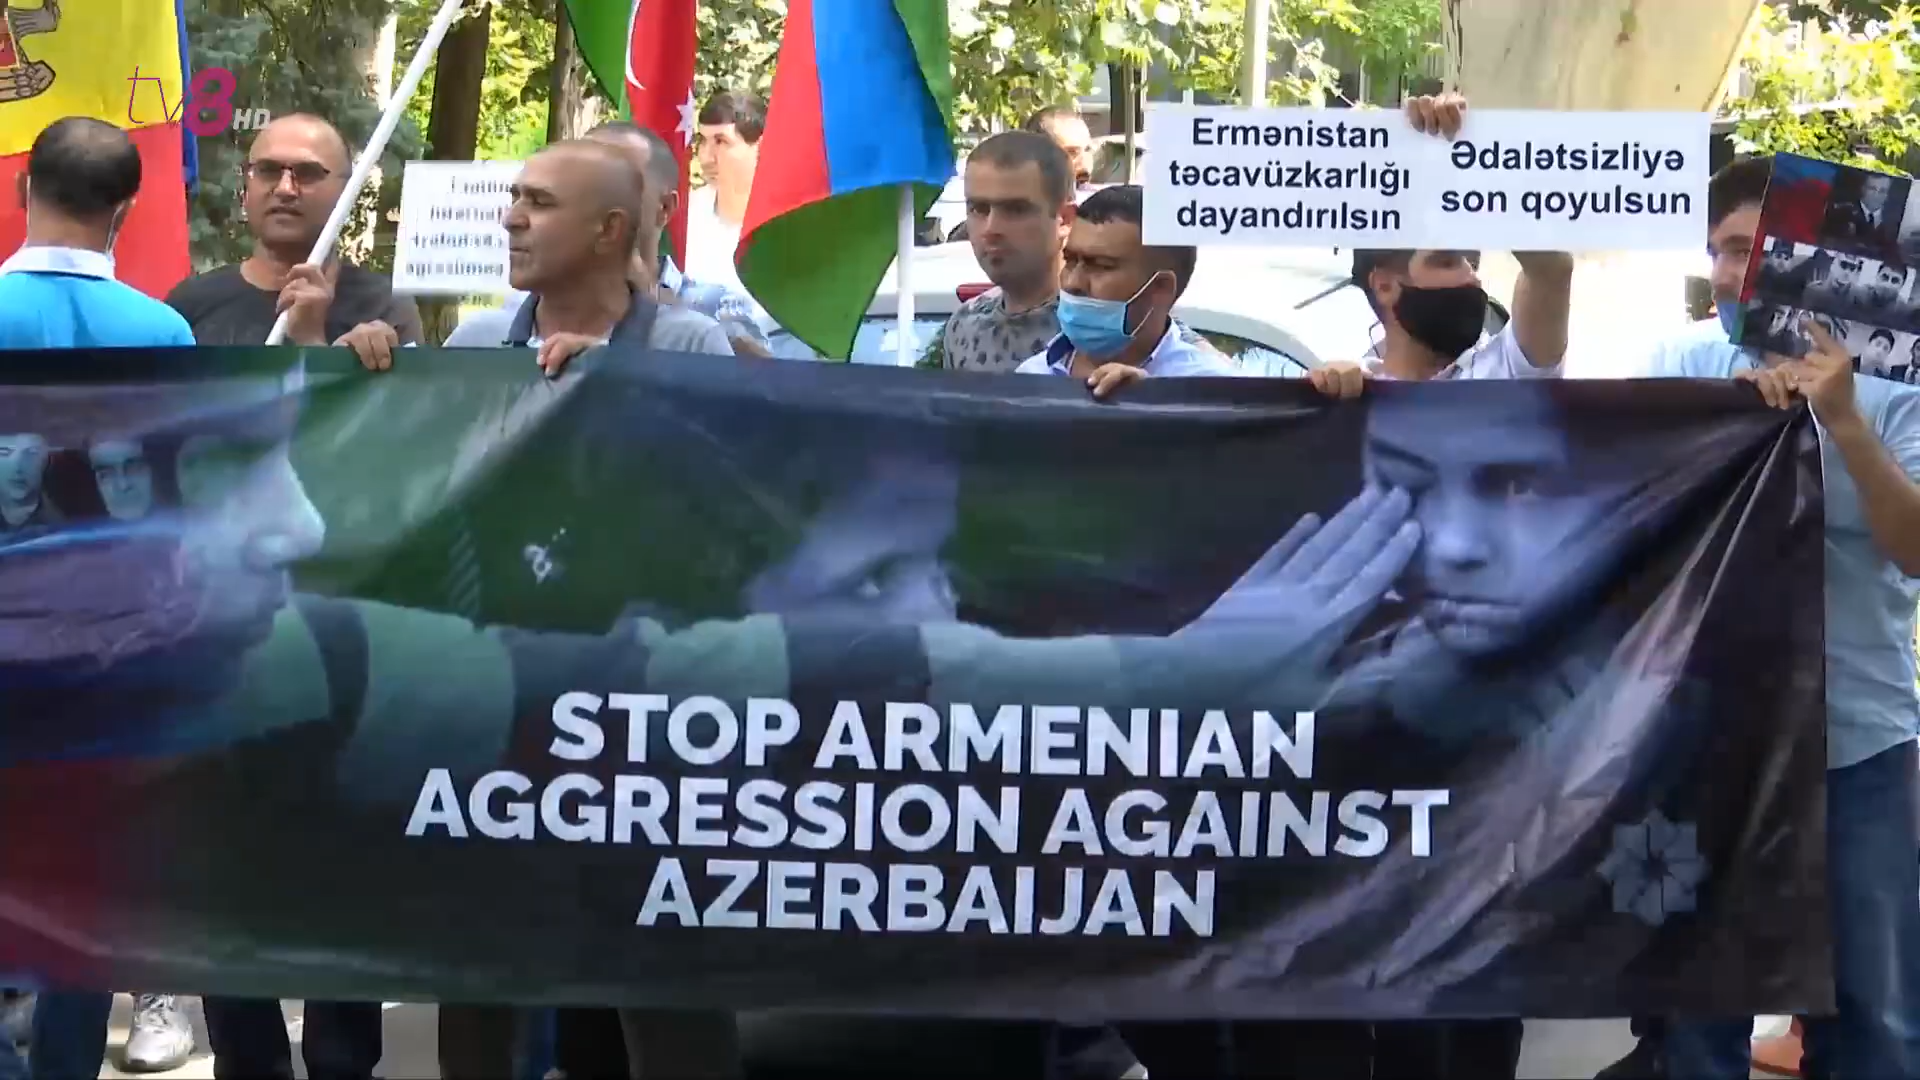 tv8 HD
Ermənistan
təcavüzkarlığı
dayandırılsın
Ədalətsizliyə
son qoyulsun
STOP ARMENIAN
AGGRESSION AGAINST
AZERBAIJAN